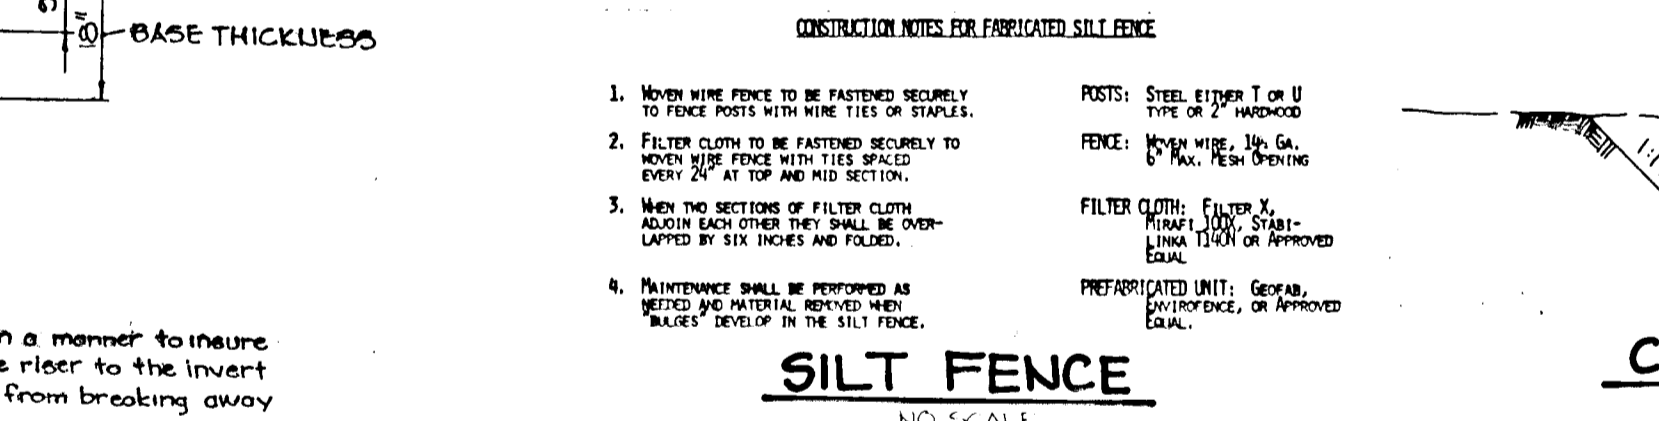 18"
BASE THICKNESS
CONSTRUCTION NOTES FOR FABRICATED SILT FENCE
1. WOVEN WIRE FENCE TO BE FASTENED SECURELY
TO FENCE POSTS WITH WIRE TIES OR STAPLES.
2. FILTER CLOTH TO BE FASTENED SECURELY TO
WOVEN WIRE FENCE WITH TIES SPACED
EVERY 24" AT TOP AND MID SECTION.
3. WHEN TWO SECTIONS OF FILTER CLOTH
ADJOIN EACH OTHER THEY SHALL BE OVER-
LAPPED BY SIX INCHES AND FOLDED.
4. MAINTENANCE SHALL BE PERFORMED AS
NEEDED AND MATERIAL REMOVED WHEN
"BULGES" DEVELOP IN THE SILT FENCE.
POSTS: STEEL EITHER T OR U
TYPE OR 2" HARDWOOD
FENCE: WOVEN WIRE, 14½ GA.
6" MAX. MESH OPENING
FILTER CLOTH: FILTER X,
MIRAFI 100X, STABI-
LINKA T140N OR APPROVED
EQUAL
PREFABRICATED UNIT: GEOFAB,
ENVIROFENCE, OR APPROVED
EQUAL.
SILT FENCE
NO SCALE
n a manner to insure
e riser to the invert
from breaking away
1:1
C